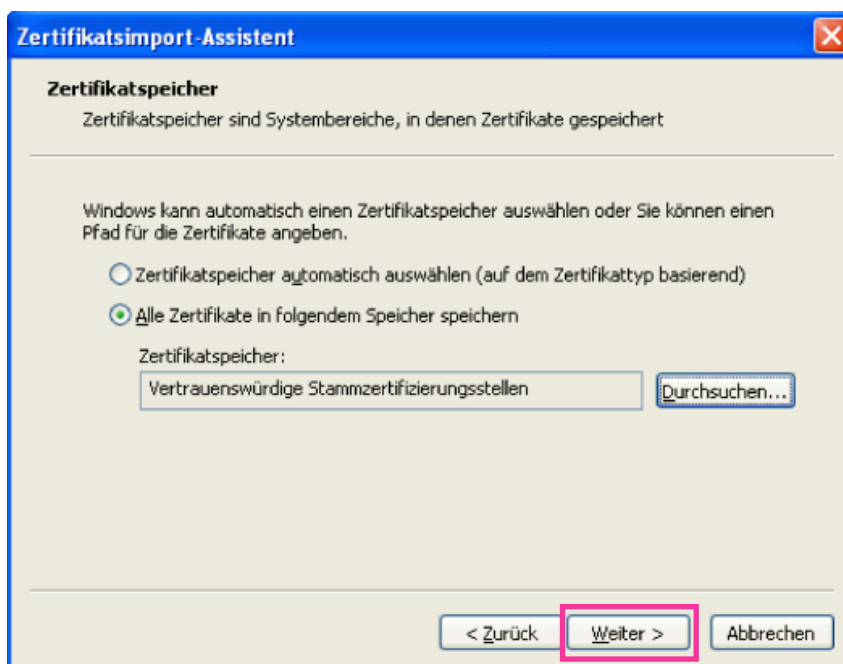 Zertifikatsimport-Assistent
Zertifikatspeicher
Zertifikatspeicher sind Systembereiche, in denen Zertifikate gespeichert
Windows kann automatisch einen Zertifikatspeicher auswählen oder Sie können einen
Pfad für die Zertifikate angeben.
Zertifikatspeicher automatisch auswählen (auf dem Zertifikattyp basierend)
Alle Zertifikate in folgendem Speicher speichern
Zertifikatspeicher:
Vertrauenswürdige Stammzertifizierungsstellen
Durchsuchen...
< Zurück
Weiter >
Abbrechen